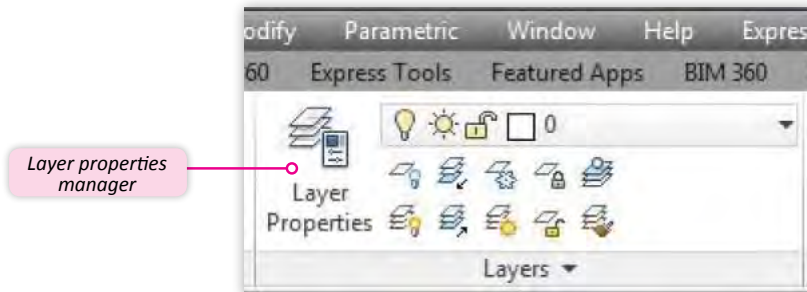 odify Parametric Window Help Expres
60 Express Tools Featured Apps BIM 360
0
Layer properties
manager
Layer
Properties
Layers